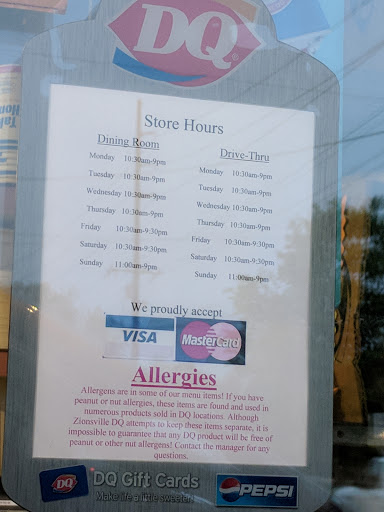 DQ
Store Hours
Dining Room
Monday 10:30am-9pm
Tuesday 10:30am-9pm
Wednesday 10:30am-9pm
Thursday 10:30am-9pm
Friday 10:30am-9:30pm
Saturday 10:30am-9:30pm
Sunday 11:00am-9pm
Drive-Thru
Monday 10:30am-9pm
Tuesday 10:30am-9pm
Wednesday 10:30am-9pm
Thursday 10:30am-9pm
Friday 10:30am-9:30pm
Saturday 10:30am-9:30pm
Sunday 11:00am-9pm
We proudly accept
VISA
MasterCard
Allergies
Allergens are in some of our menu items! If you have
peanut or nut allergies, these items are found and used in
numerous products sold in DQ locations. Although
Zionsville DQ attempts to keep these items separate, it is
impossible to guarantee that any DQ product will be free of
peanut or other nut allergens! Contact the manager for any
questions.
DQ
DQ Gift Cards
Make life a little sweeter!
PEPSI